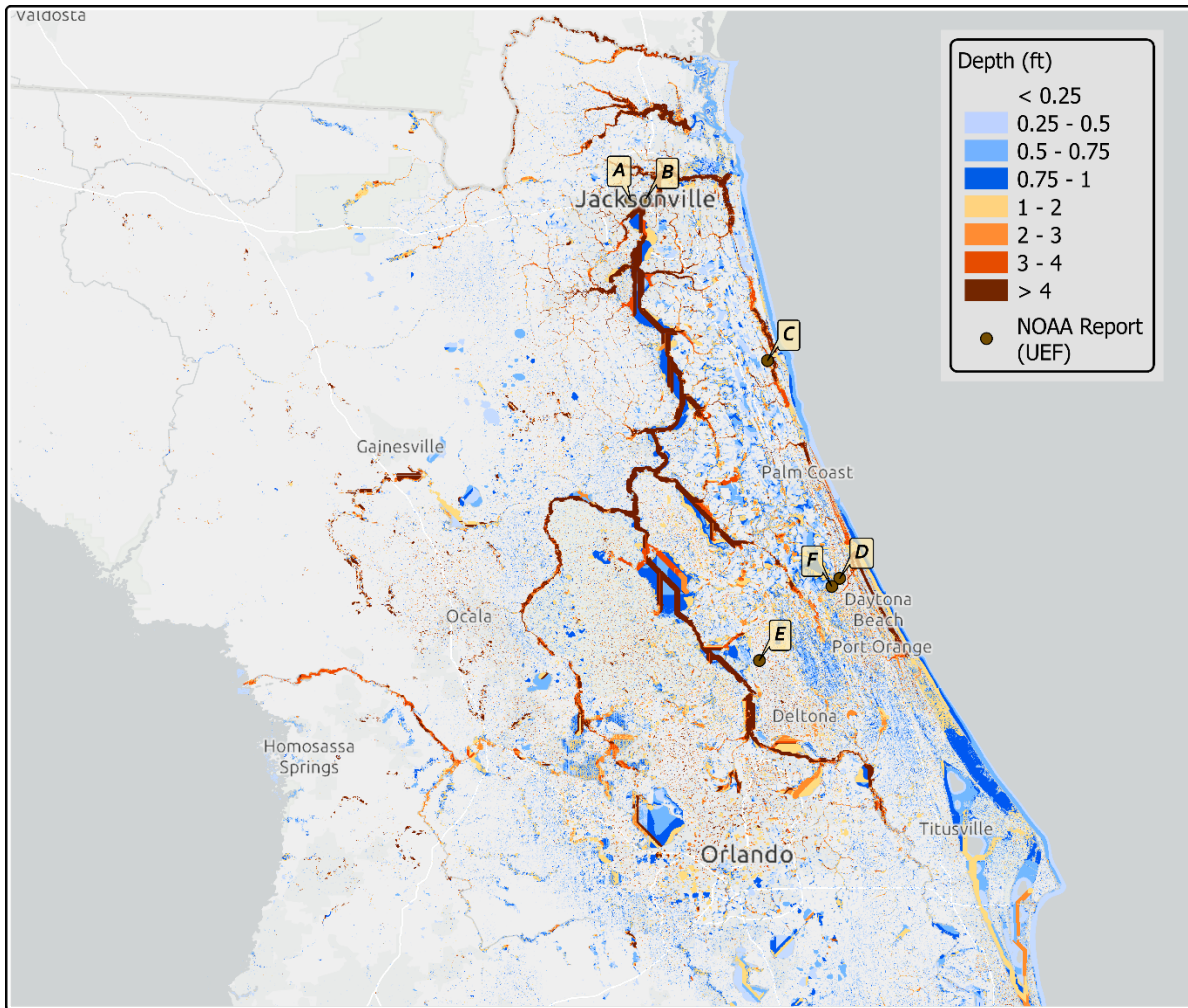 Valdosta
Depth (ft)
< 0.25
0.25 - 0.5
0.5 - 0.75
0.75 - 1
1 - 2
2 - 3
3 - 4
> 4
NOAA Report
(UEF)
A
B
Jacksonville
C
Gainesville
Palm Coast
F
D
Daytona
Beach
Ocala
E
Port Orange
Deltona
Homosassa
Springs
Titusville
Orlando